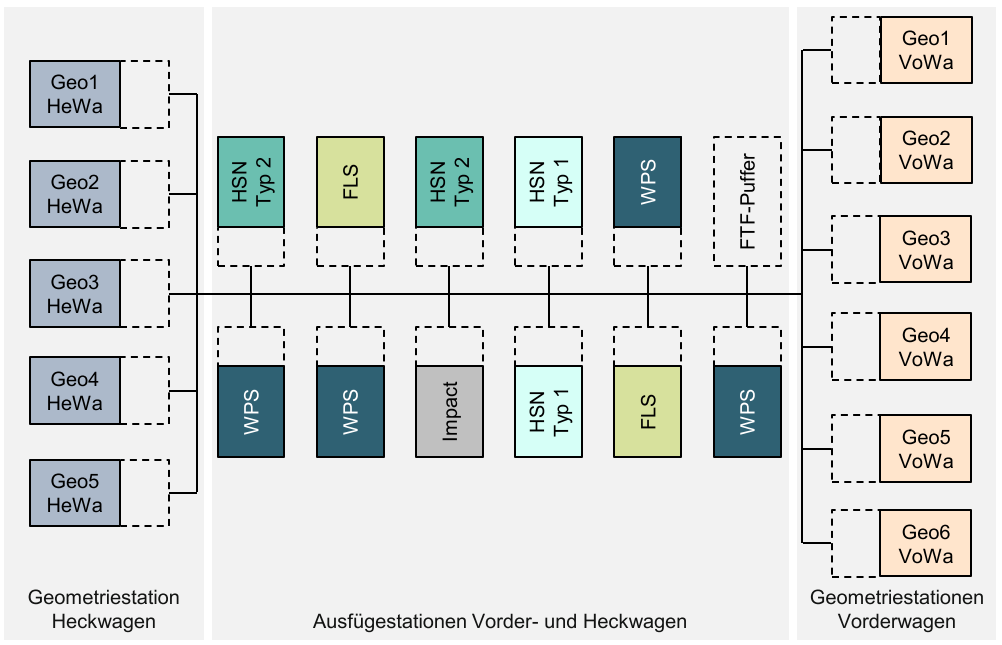 Geo1
HeWa
Geo2
HeWa
Geo3
HeWa
Geo4
HeWa
Geo5
HeWa
Geometriestation
Heckwagen
HSN
Typ 2
FLS
HSN
Typ 2
HSN
Typ 1
WPS
FTF-Puffer
WPS
WPS
Impact
HSN
Typ 1
FLS
WPS
Ausfügestationen Vorder- und Heckwagen
Geo1
VoWa
Geo2
VoWa
Geo3
VoWa
Geo4
VoWa
Geo5
VoWa
Geo6
VoWa
Geometriestationen
Vorderwagen